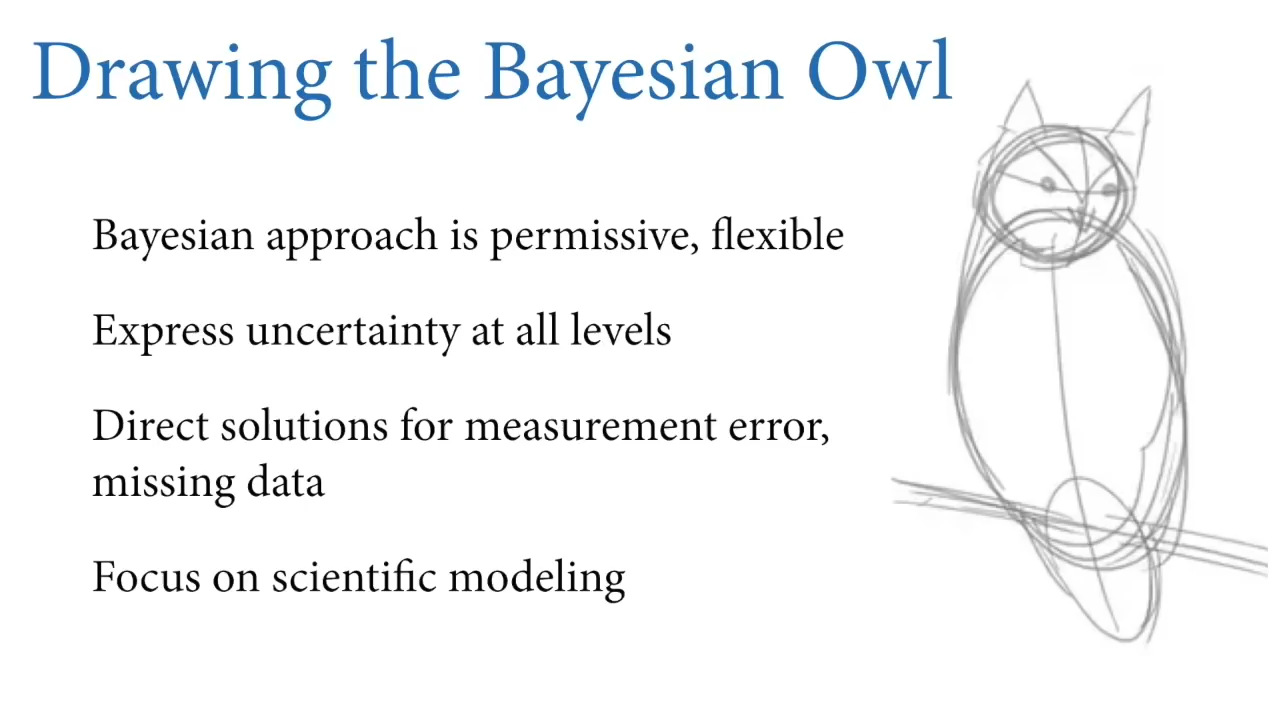 Drawing the Bayesian Owl
Bayesian approach is permissive, flexible
Express uncertainty at all levels
Direct solutions for measurement error,
missing data
Focus on scientific modeling